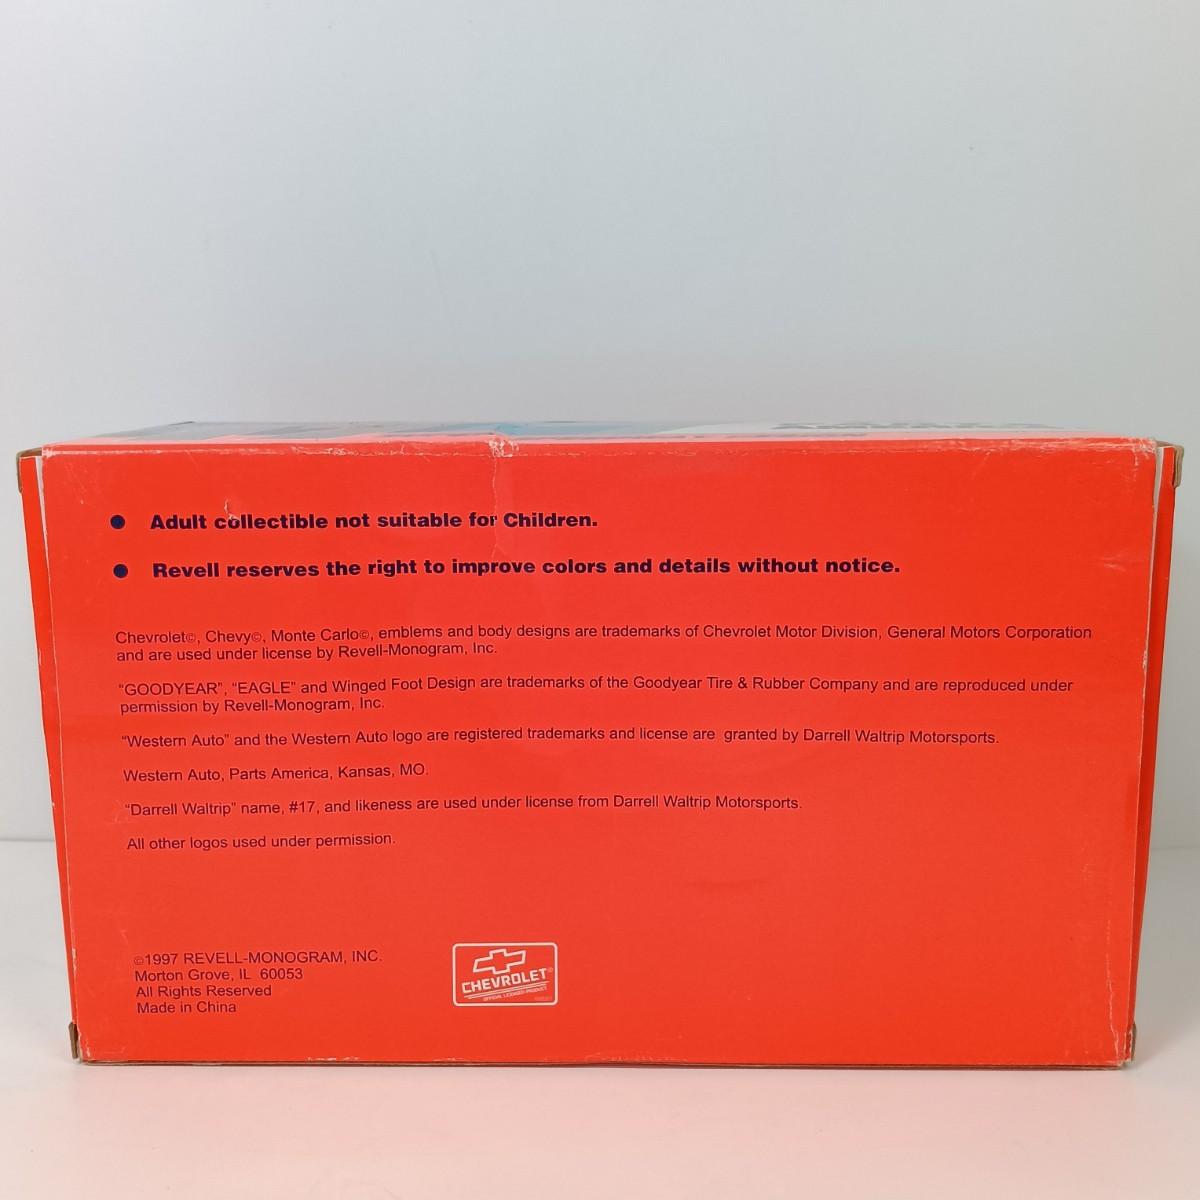 ● Adult collectible not suitable for Children.
● Revell reserves the right to improve colors and details without notice.
Chevrolet©, Chevy©, Monte Carlo©, emblems and body designs are trademarks of Chevrolet Motor Division, General Motors Corporation
and are used under license by Revell-Monogram, Inc.
“GOODYEAR”, “EAGLE” and Winged Foot Design are trademarks of the Goodyear Tire & Rubber Company and are reproduced under
permission by Revell-Monogram, Inc.
“Western Auto” and the Western Auto logo are registered trademarks and license are granted by Darrell Waltrip Motorsports.
Western Auto, Parts America, Kansas, MO.
“Darrell Waltrip” name, #17, and likeness are used under license from Darrell Waltrip Motorsports.
All other logos used under permission.
©1997 REVELL-MONOGRAM, INC.
Morton Grove, IL 60053
All Rights Reserved
Made in China
CHEVROLET®
OFFICIAL LICENSED PRODUCT